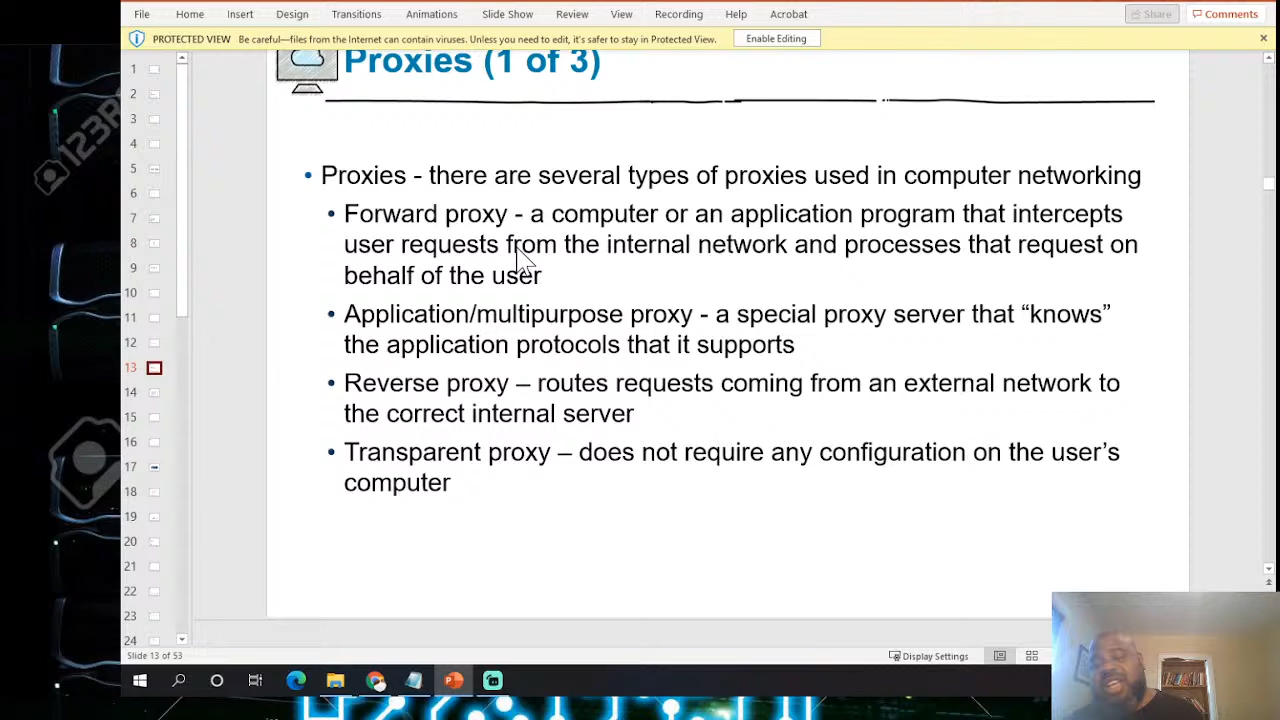 File Home Insert Design Transitions Animations Slide Show Review View Recording Help Acrobat Share Comments
PROTECTED VIEW Be careful—files from the Internet can contain viruses. Unless you need to edit, it's safer to stay in Protected View. Enable Editing
Proxies (1 of 3)
1
2
3
4
5
6
7
8
9
10
11
12
13
14
15
16
17
18
19
20
21
22
23
24
• Proxies - there are several types of proxies used in computer networking
• Forward proxy - a computer or an application program that intercepts
user requests from the internal network and processes that request on
behalf of the user
• Application/multipurpose proxy - a special proxy server that “knows”
the application protocols that it supports
• Reverse proxy – routes requests coming from an external network to
the correct internal server
• Transparent proxy – does not require any configuration on the user’s
computer
Slide 13 of 53 Display Settings